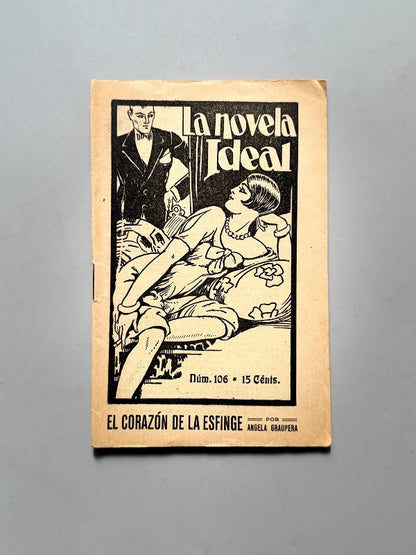 La novela
Ideal
Núm. 106 • 15 Cénts.
EL CORAZÓN DE LA ESFINGE POR ANGELA GRAUPERA